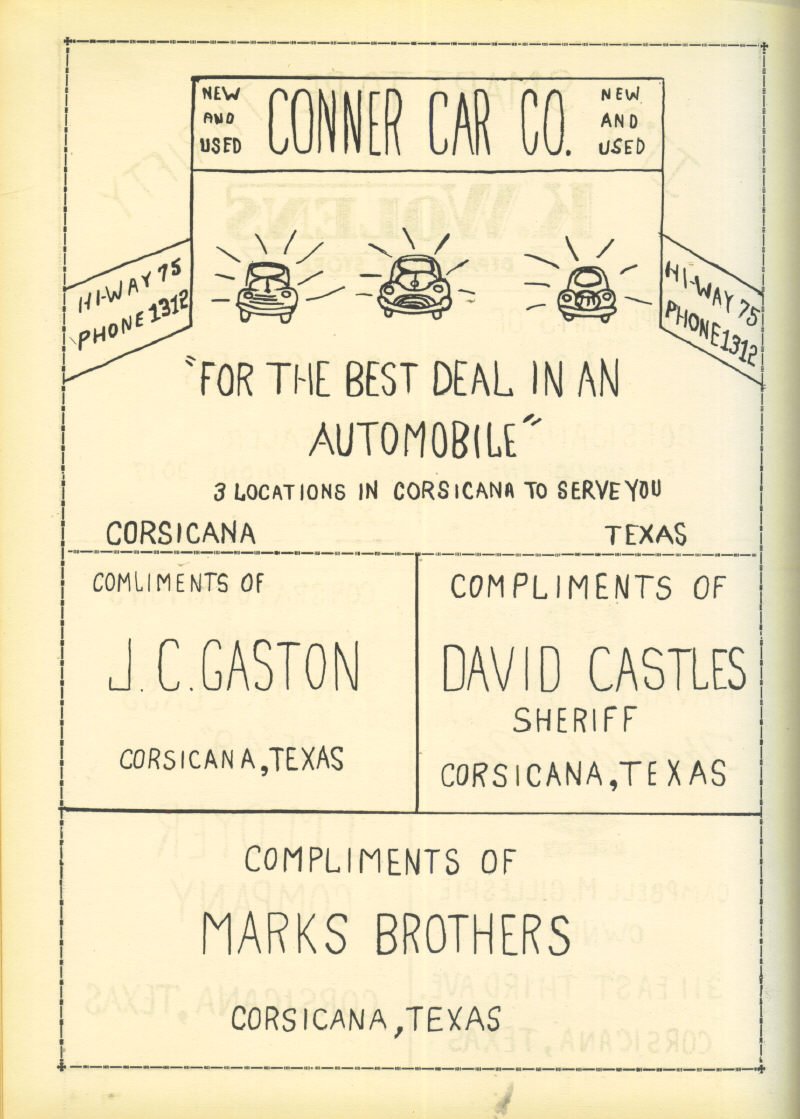 NEW
AND
USED
CONNER CAR CO.
NEW
AND
USED
HI-WAY 75
PHONE 1312
HI-WAY 75
PHONE 1312
"FOR THE BEST DEAL IN AN
AUTOMOBILE"
3 LOCATIONS IN CORSICANA TO SERVE YOU
CORSICANA TEXAS
COMLIMENTS OF
J.C. GASTON
CORSICANA, TEXAS
COMPLIMENTS OF
DAVID CASTLES
SHERIFF
CORSICANA, TEXAS
COMPLIMENTS OF
MARKS BROTHERS
CORSICANA, TEXAS